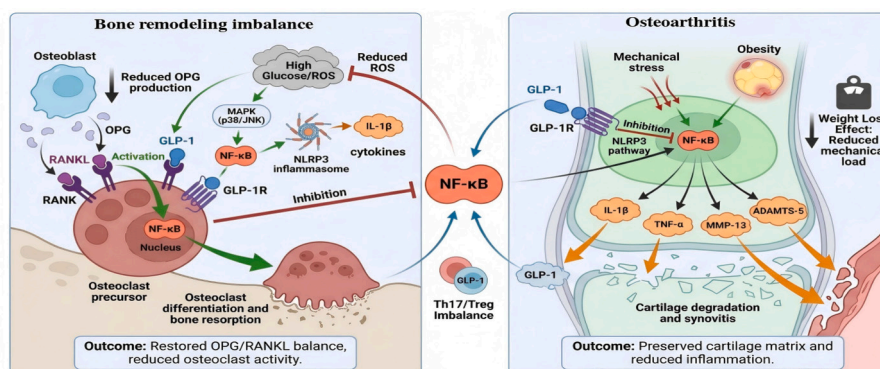 Bone remodeling imbalance
Osteoblast
Reduced OPG
production
High
Glucose/ROS
Reduced
ROS
MAPK
(p38/JNK)
OPG
GLP-1
IL-1β
cytokines
RANKL
Activation
NF-κB
NLRP3
inflammasome
RANK
GLP-1R
Inhibition
NF-κB
Nucleus
Osteoclast
precursor
Osteoclast
differentiation and
bone resorption
Outcome: Restored OPG/RANKL balance,
reduced osteoclast activity.
NF-κB
GLP-1
Th17/Treg
Imbalance
Osteoarthritis
Mechanical
stress
Obesity
GLP-1
GLP-1R
Inhibition
NLRP3
pathway
NF-κB
Weight Los
Effect:
Reduced
mechanical
load
IL-1β
TNF-α
MMP-13
ADAMTS-5
GLP-1
Cartilage degradation
and synovitis
Outcome: Preserved cartilage matrix and
reduced inflammation.